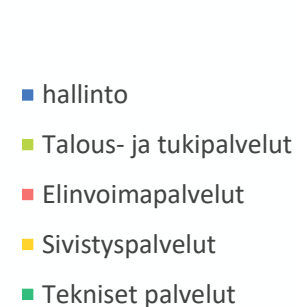 hallinto
Talous- ja tukipalvelut
Elinvoimapalvelut
Sivistyspalvelut
Tekniset palvelut